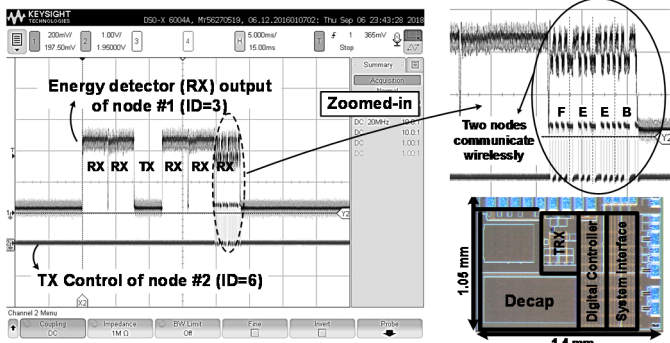 KEYSIGHT
TECHNOLOGIES
DSO-X 6004A, MY56270519, 06.12.2016010702: Thu Sep 06 23:43:28 2018
1 200mV/ 197.50mV
2 1.00V/ 1.95000V
3
4
H 5.000ms/ 15.00ms
T 1 365mV
Stop
Summary
Acquisition
Normal
DC 20MHz 10.0:1
DC 10.0:1
DC 1.00:1
DC 1.00:1
Energy detector (RX) output
of node #1 (ID=3)
Zoomed-in
RX RX TX RX RX RX
TX Control of node #2 (ID=6)
Y2
X2
Channel 2 Menu
Coupling
DC
Impedance
1M Ω
BW Limit
Off
Fine
Invert
Probe
F E E B
Two nodes
communicate
wirelessly
Y2
TRX
Digital Controller
System Interface
Decap
1.05 mm
1.4 mm